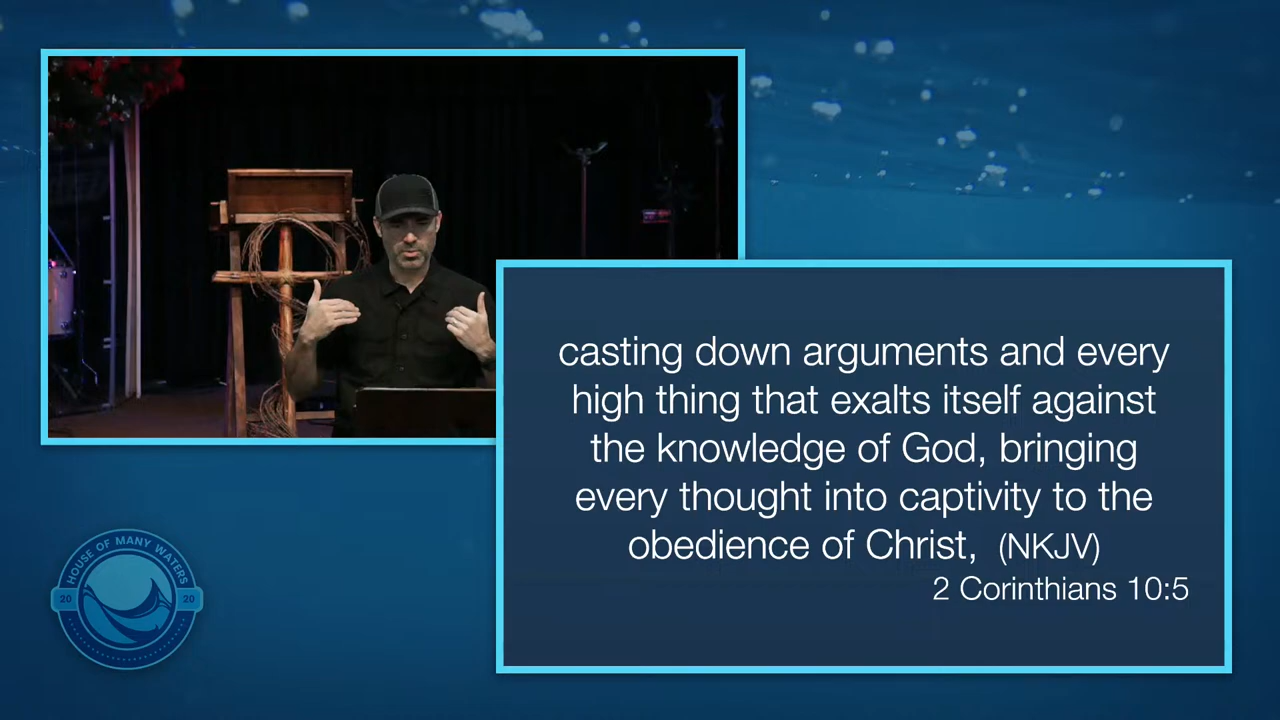 casting down arguments and every
high thing that exalts itself against
the knowledge of God, bringing
every thought into captivity to the
obedience of Christ, (NKJV)
2 Corinthians 10:5
HOUSE OF MANY WATERS
20 20